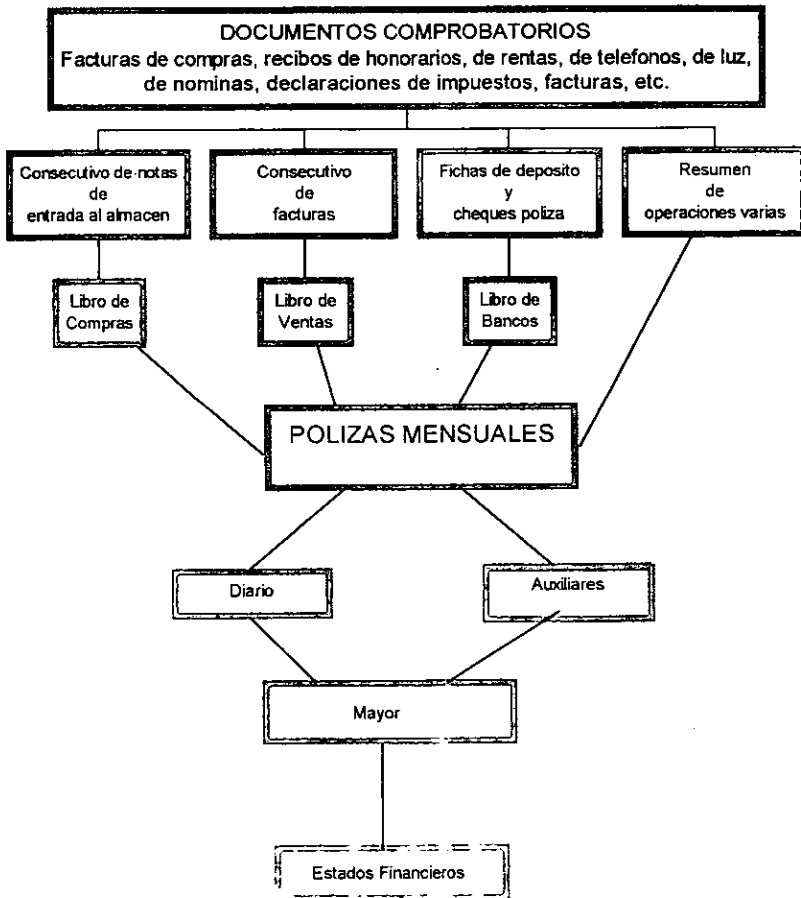 DOCUMENTOS COMPROBATORIOS
Facturas de compras, recibos de honorarios, de rentas, de telefonos, de luz,
de nominas, declaraciones de impuestos, facturas, etc.
Consecutivo de notas
de
entrada al almacen
Consecutivo
de
facturas
Fichas de deposito
y
cheques poliza
Resumen
de
operaciones varias
Libro de
Compras
Libro de
Ventas
Libro de
Bancos
POLIZAS MENSUALES
Diario
Auxiliares
Mayor
Estados Financieros